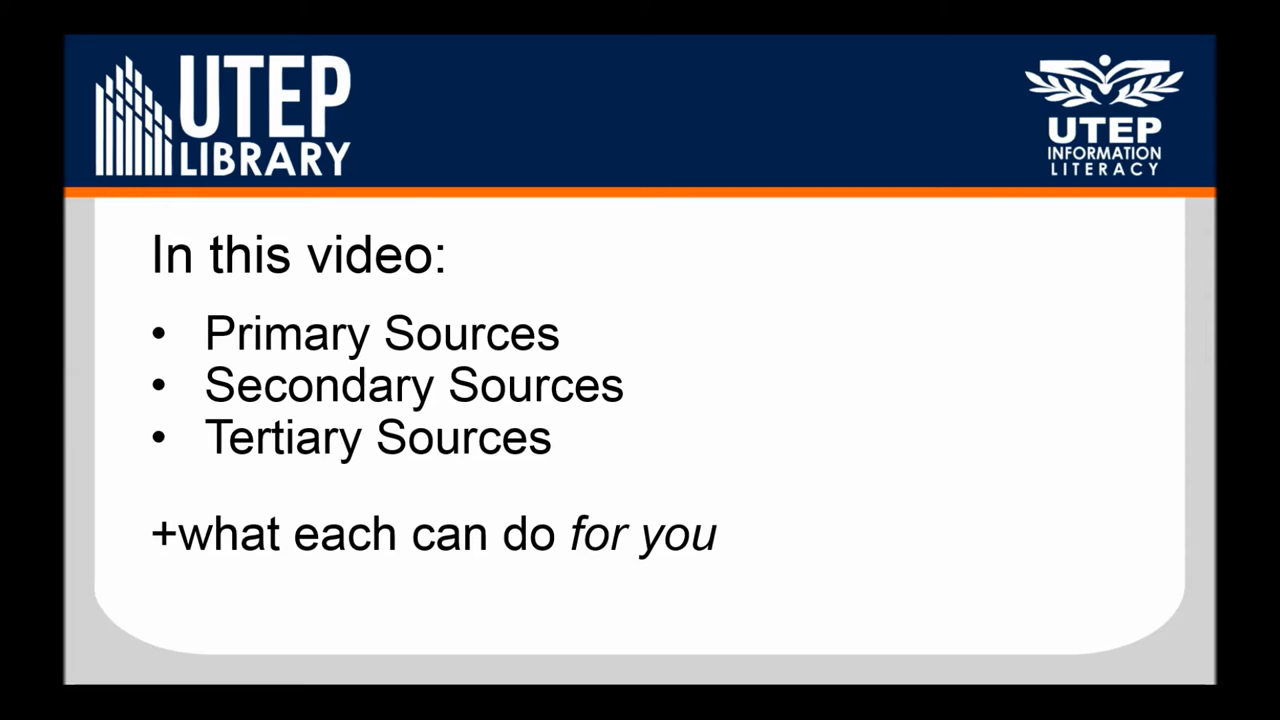 UTEP
LIBRARY
UTEP
INFORMATION
LITERACY
In this video:
• Primary Sources
• Secondary Sources
• Tertiary Sources
+what each can do for you